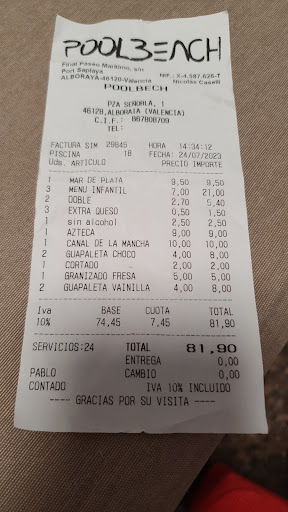 POOLBEACH
Final Paseo Marítimo, s/n
Port Saplaya
ALBORAYA-46120-Valencia
NIF.: X-4.587.626-T
Nicolas Caselli
POOLBECH
PZA SEÑORLA, 1
46120,ALBORAIA (VALENCIA)
C.I.F.: B67806709
TEL:
FACTURA SIM 29845 HORA 14:34:12
PISCINA 18 FECHA: 24/07/2023
Uds. ARTICULO PRECIO IMPORTE
1 MAR DE PLATA 9,50 9,50
3 MENU INFANTIL 7,00 21,00
2 DOBLE 2,70 5,40
3 EXTRA QUESO 0,50 1,50
1 sin alcohol 2,50 2,50
1 AZTECA 9,00 9,00
1 CANAL DE LA MANCHA 10,00 10,00
2 GUAPALETA CHOCO 4,00 8,00
1 CORTADO 2,00 2,00
1 GRANIZADO FRESA 5,00 5,00
2 GUAPALETA VAINILLA 4,00 8,00
Iva BASE CUOTA TOTAL
10% 74,45 7,45 81,90
SERVICIOS:24 TOTAL 81,90
ENTREGA 0,00
PABLO CAMBIO 0,00
CONTADO IVA 10% INCLUIDO
---- GRACIAS POR SU VISITA ----